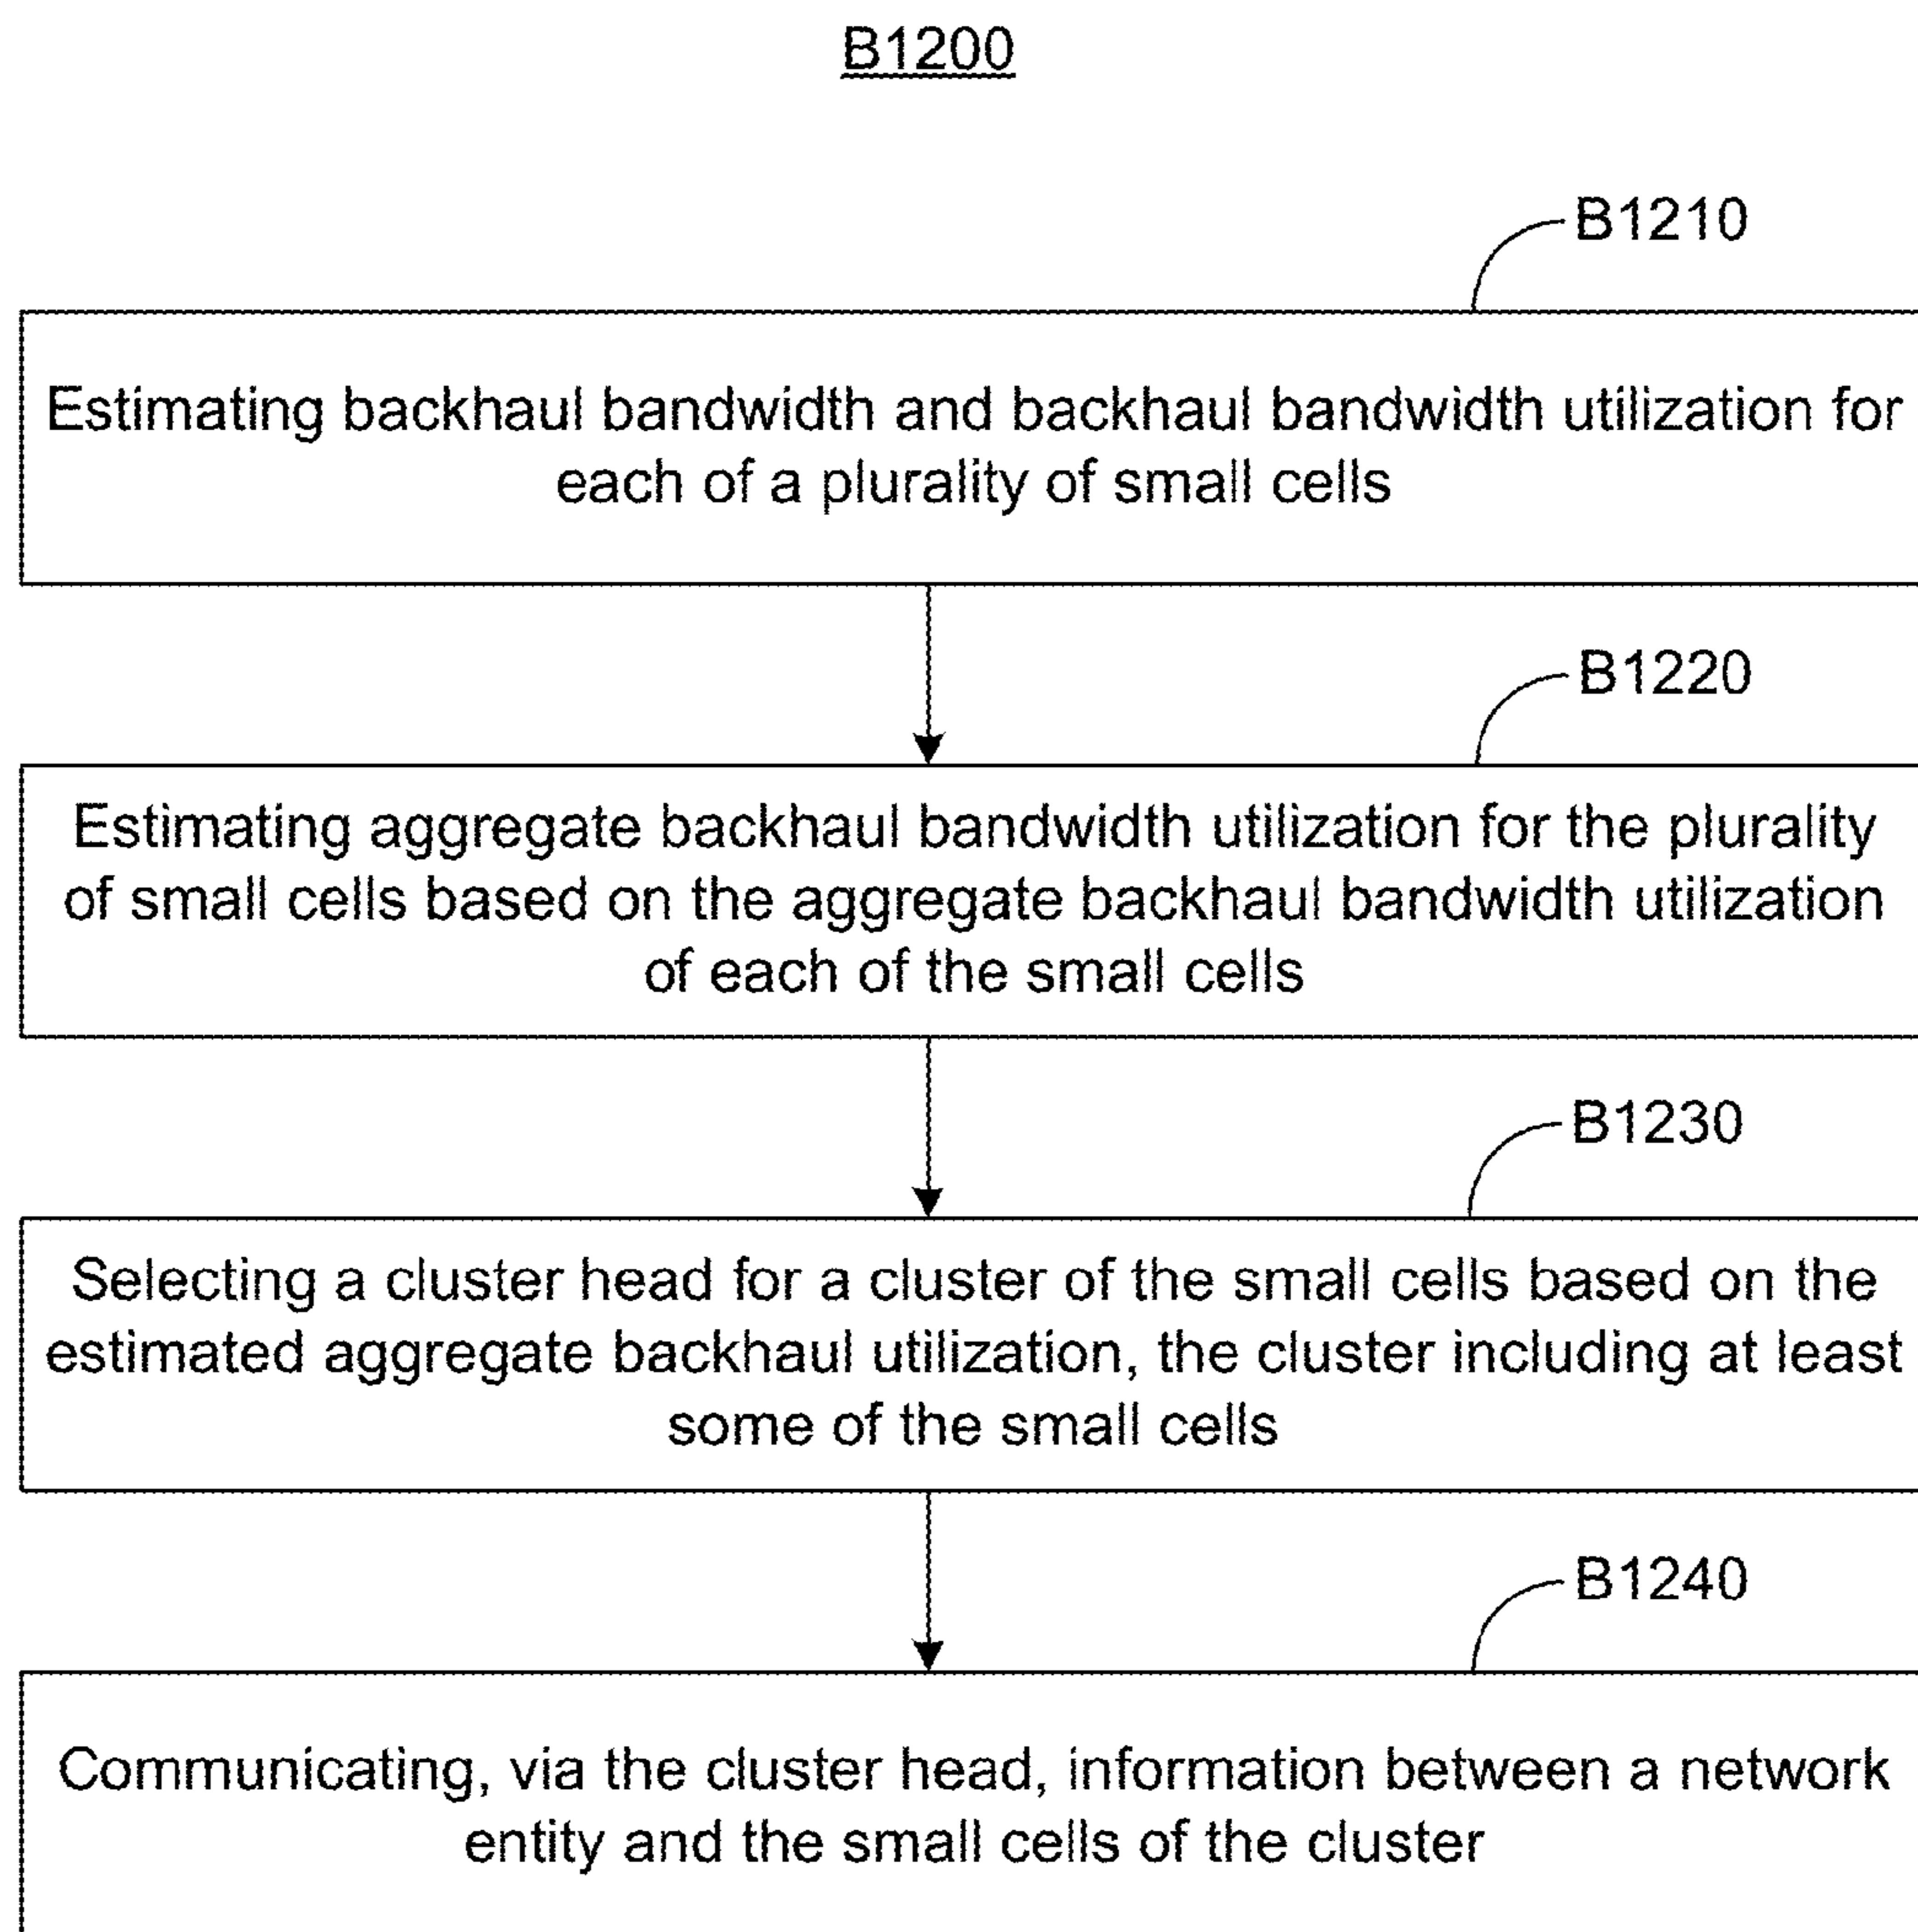 B1200
B1210
Estimating backhaul bandwidth and backhaul bandwidth utilization for
each of a plurality of small cells
B1220
Estimating aggregate backhaul bandwidth utilization for the plurality
of small cells based on the aggregate backhaul bandwidth utilization
of each of the small cells
B1230
Selecting a cluster head for a cluster of the small cells based on the
estimated aggregate backhaul utilization, the cluster including at least
some of the small cells
B1240
Communicating, via the cluster head, information between a network
entity and the small cells of the cluster